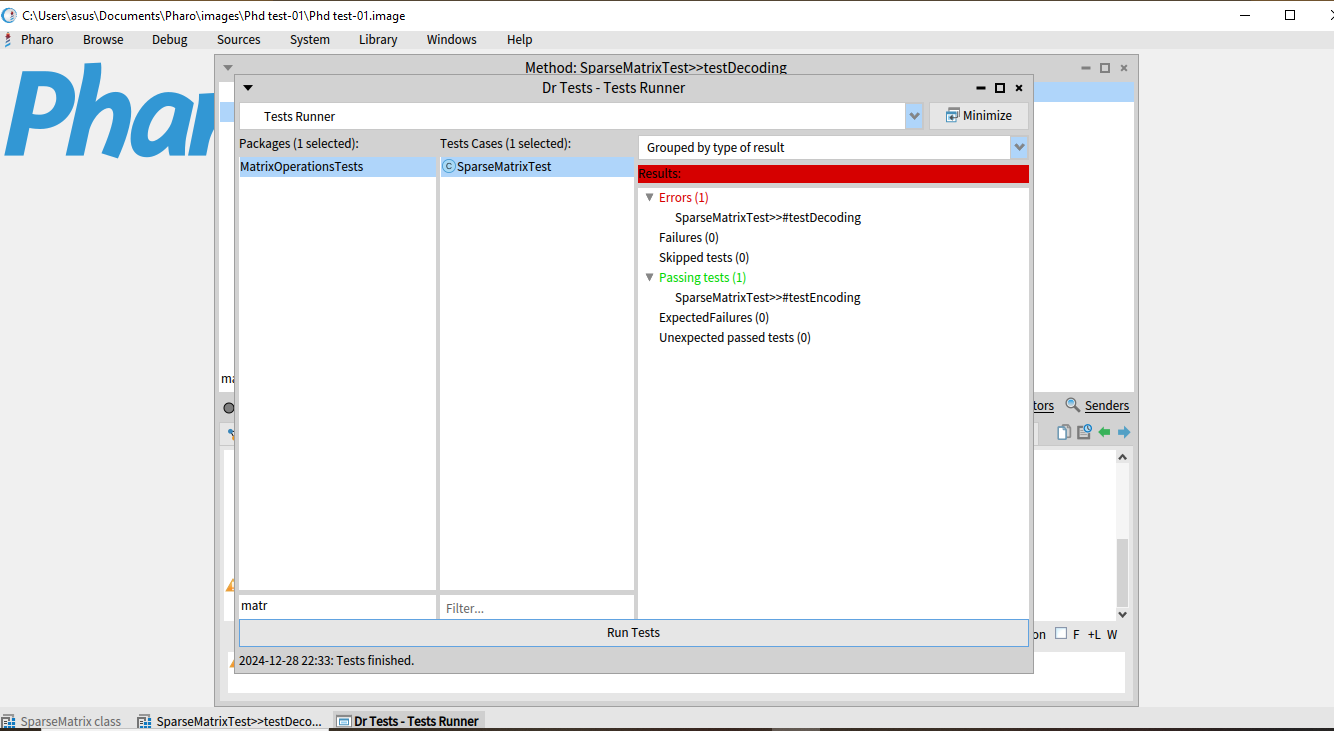 C:\Users\asus\Documents\Pharo\images\Phd test-01\Phd test-01.image
Pharo Browse Debug Sources System Library Windows Help
Phar
Method: SparseMatrixTest>>testDecoding
Dr Tests - Tests Runner
Tests Runner
Minimize
Packages (1 selected):
Tests Cases (1 selected):
Grouped by type of result
MatrixOperationsTests
SparseMatrixTest
Results:
Errors (1)
SparseMatrixTest>>#testDecoding
Failures (0)
Skipped tests (0)
Passing tests (1)
SparseMatrixTest>>#testEncoding
ExpectedFailures (0)
Unexpected passed tests (0)
ma
tors Senders
matr
Filter...
Run Tests
on F +L W
2024-12-28 22:33: Tests finished.
SparseMatrix class
SparseMatrixTest>>testDeco...
Dr Tests - Tests Runner